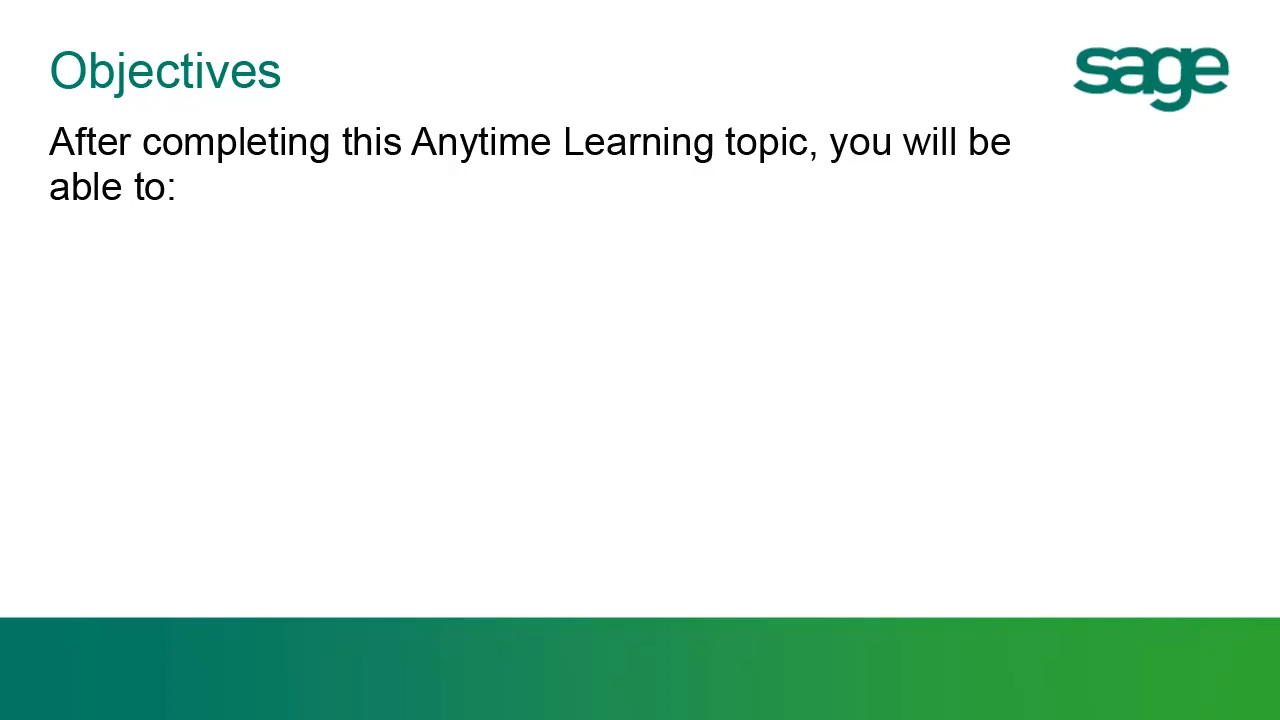 Objectives
sage
After completing this Anytime Learning topic, you will be
able to: